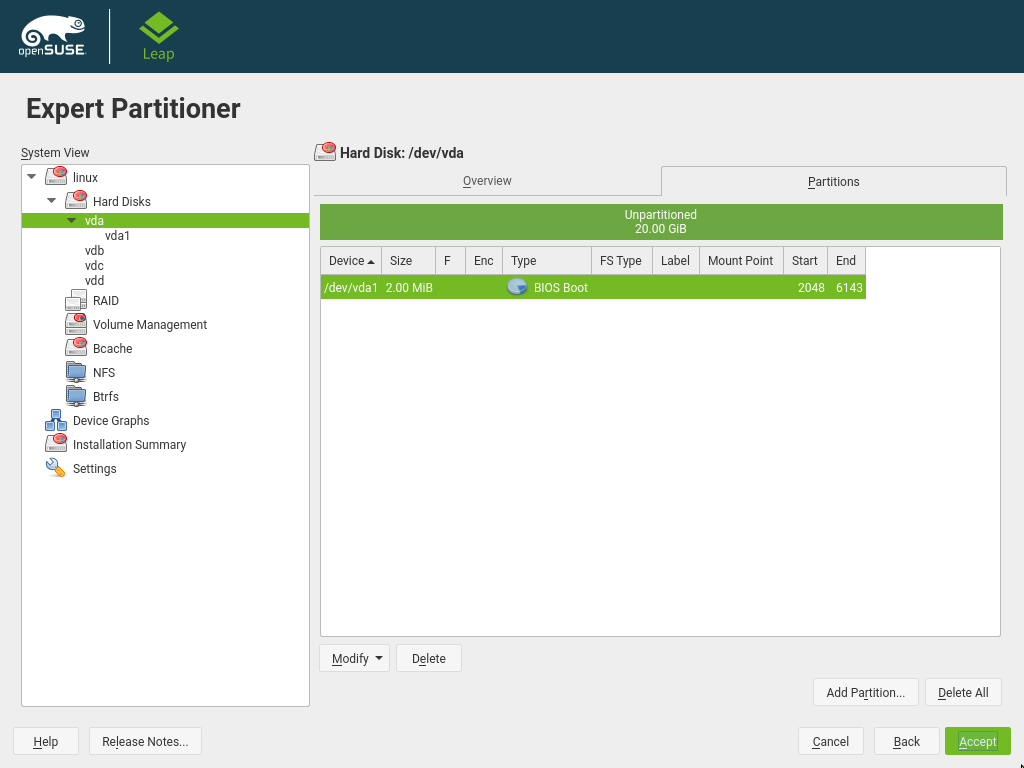 openSUSE
Leap
Expert Partitioner
System View
linux
Hard Disks
vda
vda1
vdb
vdc
vdd
RAID
Volume Management
Bcache
NFS
Btrfs
Device Graphs
Installation Summary
Settings
Hard Disk: /dev/vda
Overview Partitions
Unpartitioned
20.00 GiB
Device Size F Enc Type FS Type Label Mount Point Start End
/dev/vda1 2.00 MiB BIOS Boot 2048 6143
Modify Delete
Add Partition... Delete All
Help Release Notes... Cancel Back Accept